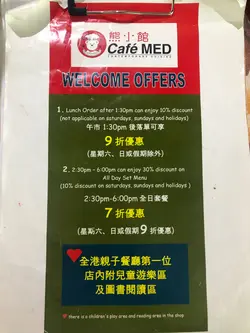 熊小館
Café MED
CONTEMPORARY CUISINE
WELCOME OFFERS
1. Lunch Order after 1:30pm can enjoy 10% discount
(not applicable on saturdays, sundays and holidays)
午市 1:30pm 後落單可享
9 折優惠
(星期六、日或假期除外)
2. 2:30pm – 6:00pm can enjoy 30% discount on
All Day Set Menu
(10% discount on saturdays, sundays and holidays )
2:30pm-6:00pm 全日套餐
7 折優惠
(星期六、日或假期 9 折優惠)
全港親子餐廳第一位
店內附兒童遊樂區
及圖書閱讀區
there is a children's play area and reading area in the shop